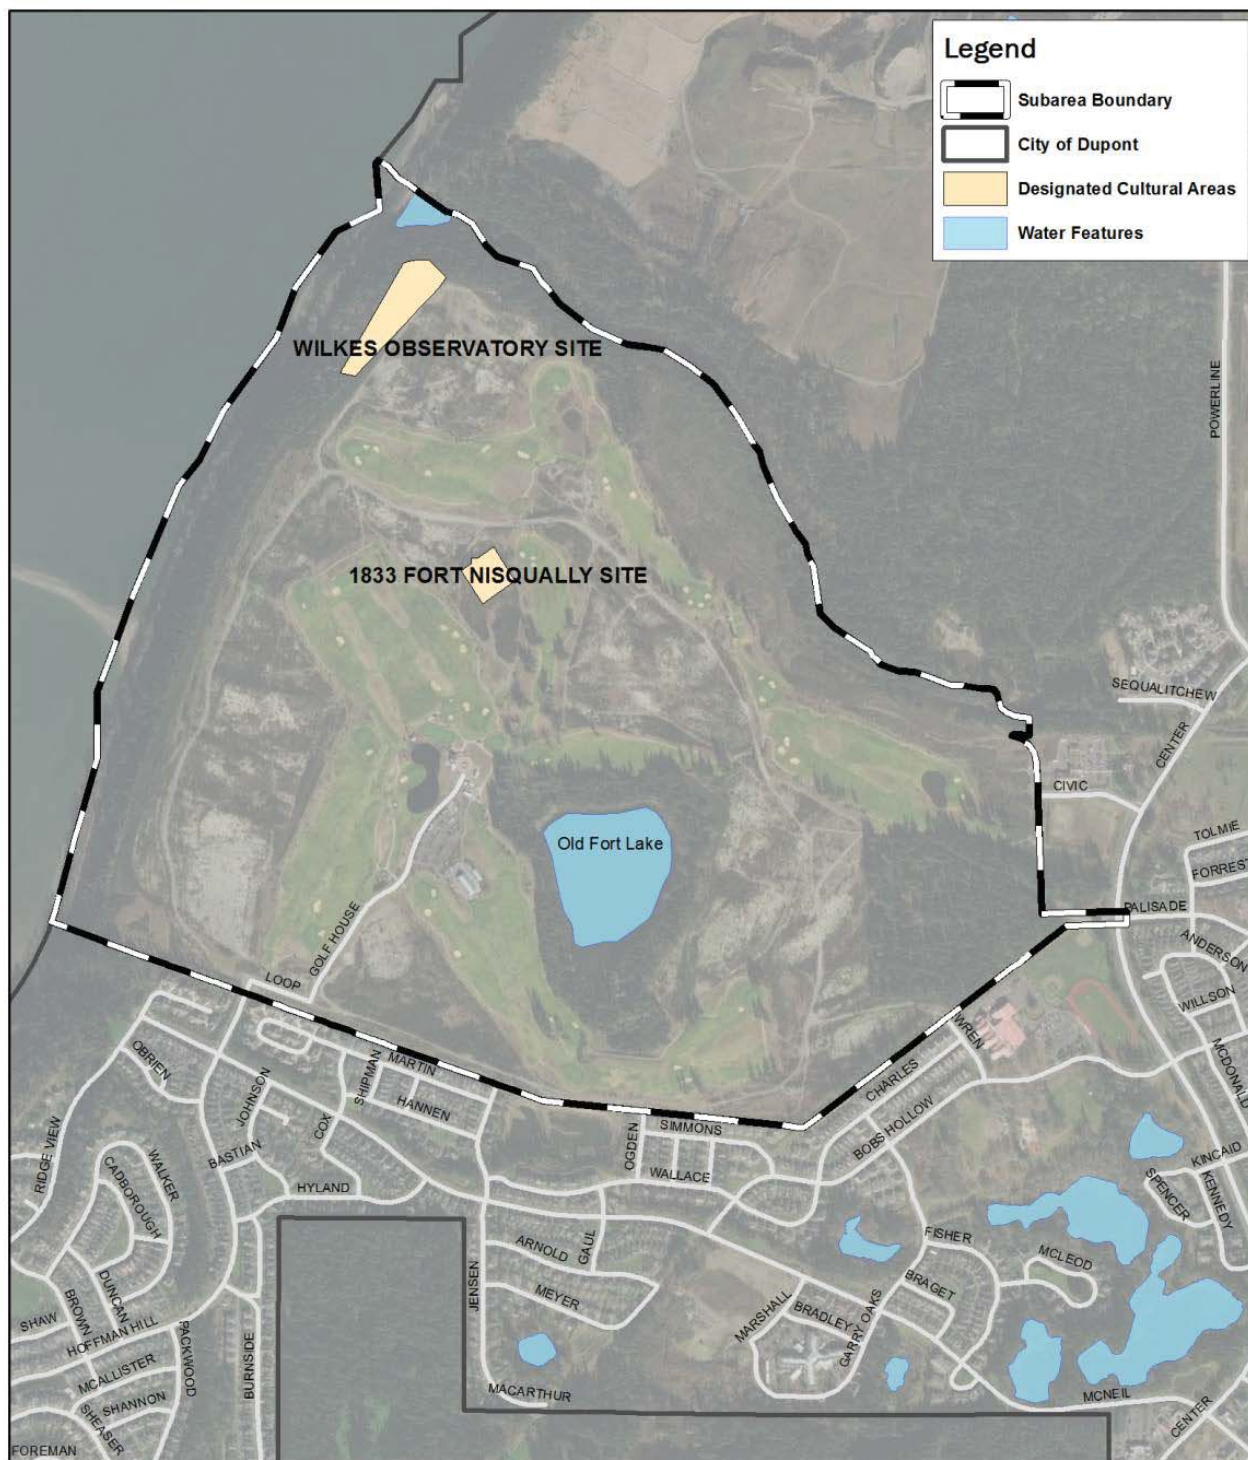 Legend
Subarea Boundary
City of Dupont
Designated Cultural Areas
Water Features
WILKES OBSERVATORY SITE
POWERLINE
1833 FORT NISQUALLY SITE
SEQUALITCHEW
CENTER
CIVIC
TOLMIE
FORREST
Old Fort Lake
PALISADE
ANDERSON
GOLF HOUSE
LOOP
WILLSON
WREN
MCDONALD
OBRIEN
MARTIN
SHIPMAN
CHARLES
JOHNSON
HANNEN
COX
BOBS HOLLOW
SIMMONS
OGDEN
BASTIAN
RIDGE VIEW
WALKER
CADBOROUGH
WALLACE
KINCAID
SPENCER
KENNEDY
HYLAND
FISHER
MCLEOD
ARNOLD
GAUL
BRAGET
DUNCAN
JENSEN
MEYER
MARSHALL
BRADLEY
GARRY OAKS
SHAW
BROWN
HOFFMAN HILL
PACKWOOD
BURNSIDE
MCALLISTER
SHANNON
SHEASER
MACARTHUR
MCNEIL
CENTER
FOREMAN